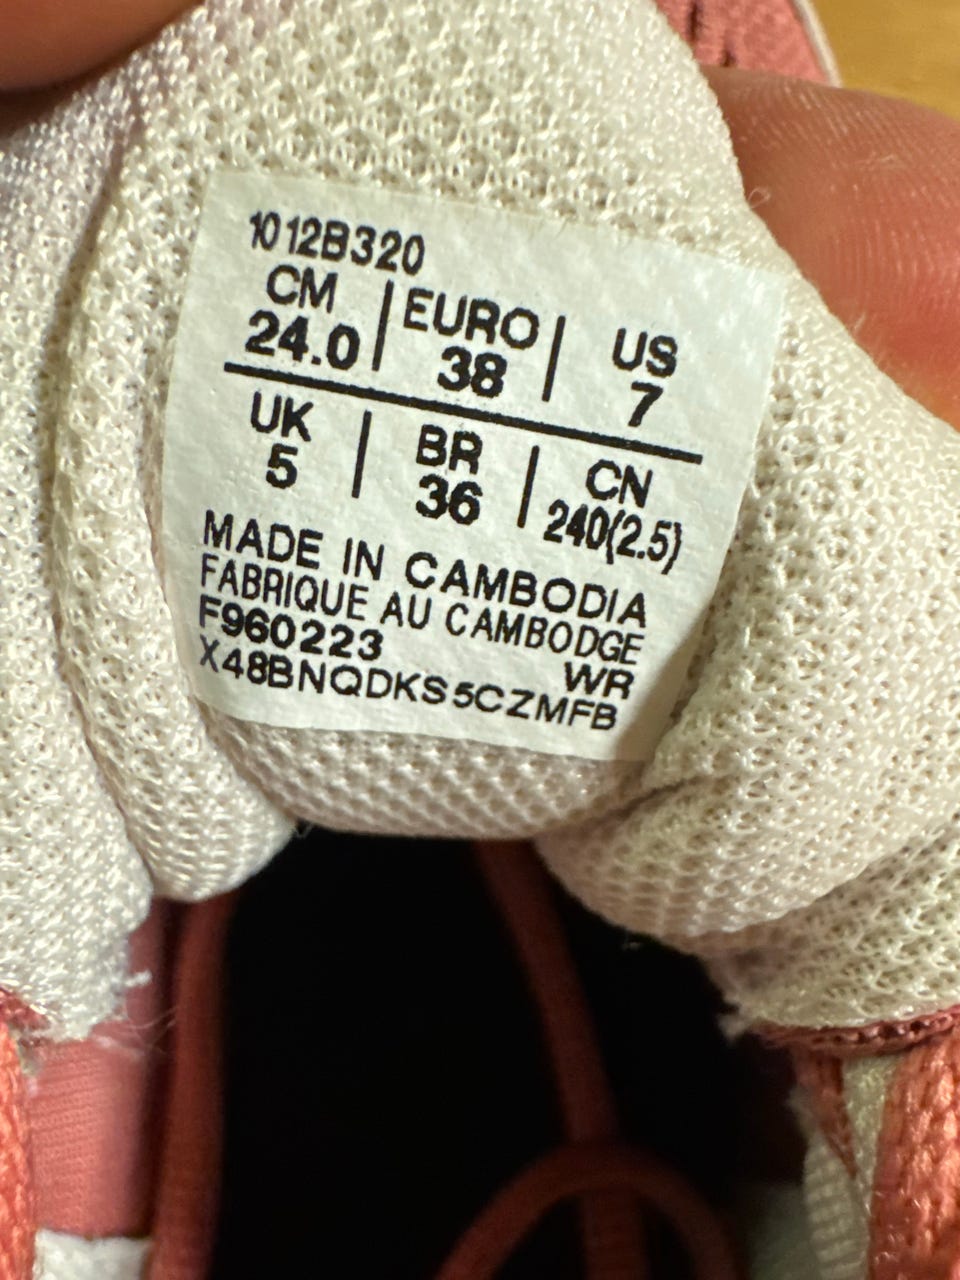 1012B320
CM | EURO | US
24.0 | 38 | 7
UK | BR | CN
5 | 36 | 240(2.5)
MADE IN CAMBODIA
FABRIQUE AU CAMBODGE
F960223 WR
X48BNQDKS5CZMFB